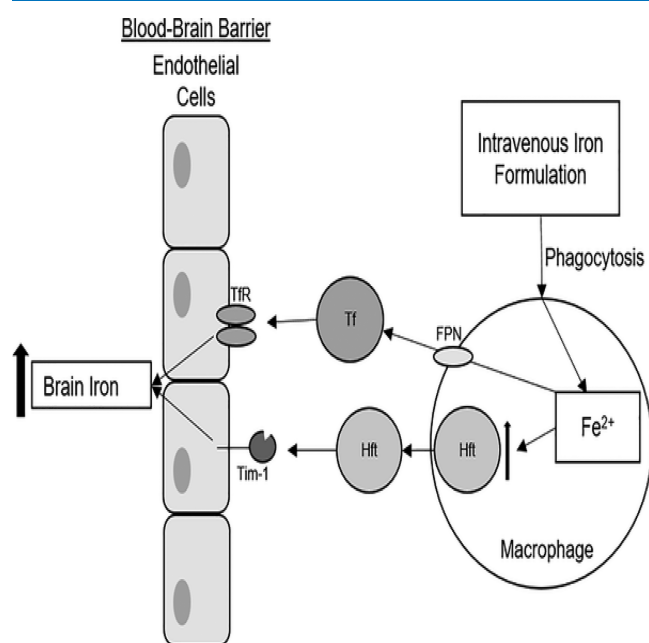 Blood-Brain Barrier
Endothelial
Cells
Intravenous Iron
Formulation
Phagocytosis
TfR
Tf
FPN
Brain Iron
Fe²⁺
Hft
Hft
Tim-1
Macrophage